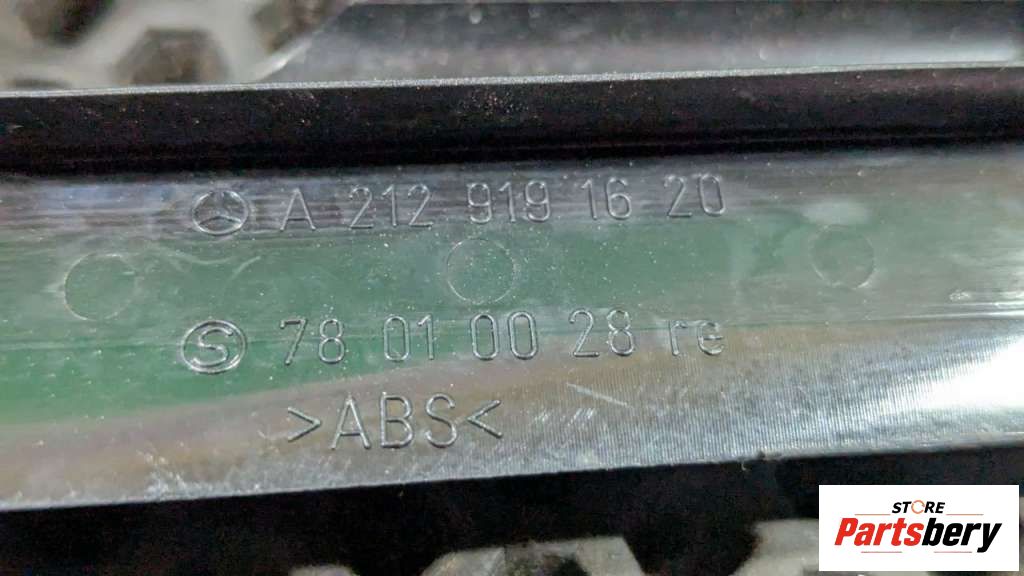 A 212 919 16 20
S 78 01 00 28 re
>ABS<
STORE
Partsbery